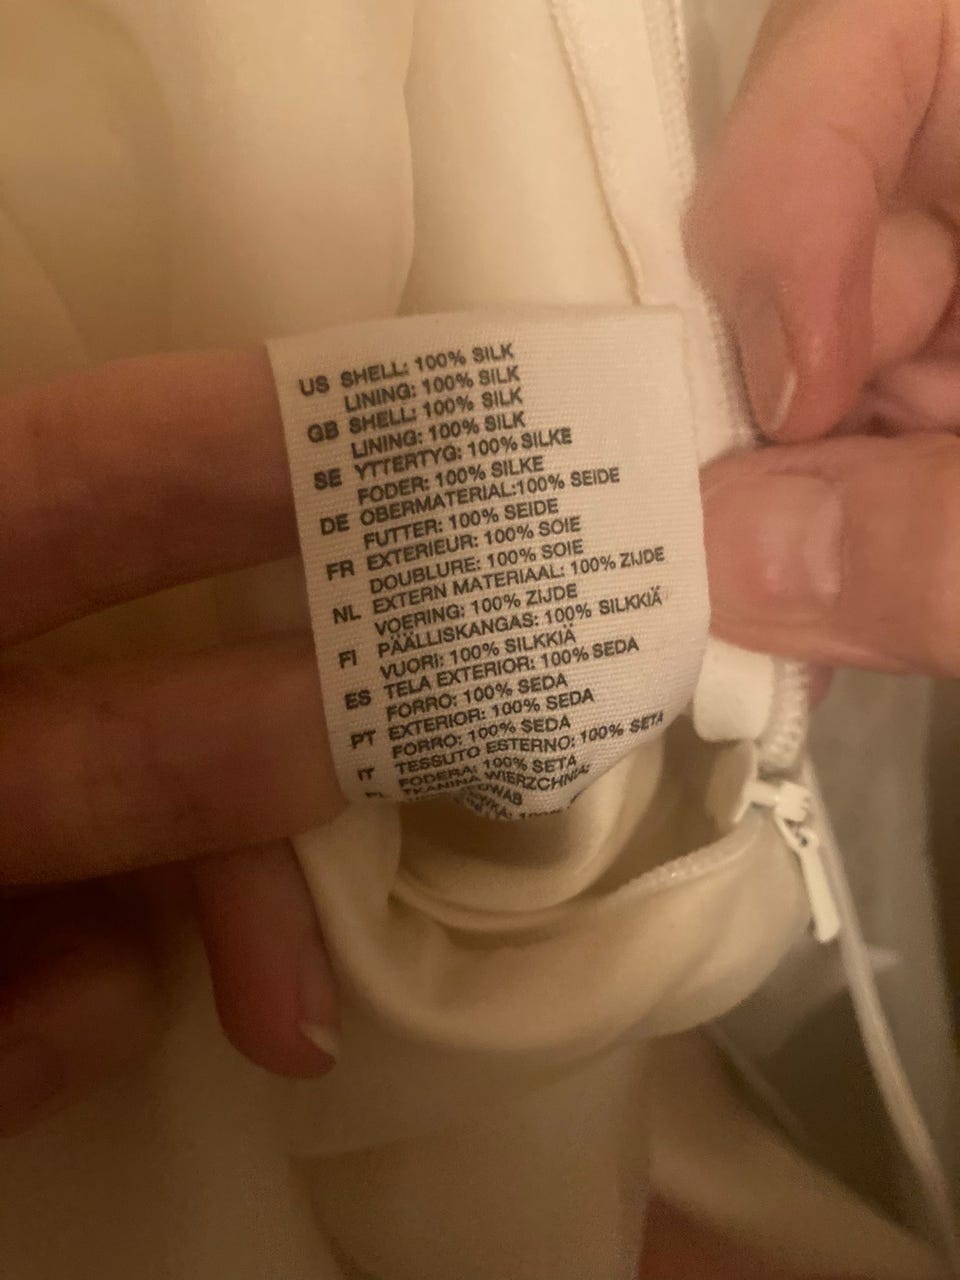 US SHELL: 100% SILK
LINING: 100% SILK
GB SHELL: 100% SILK
LINING: 100% SILK
SE YTTERTYG: 100% SILKE
FODER: 100% SILKE
DE OBERMATERIAL:100% SEIDE
FUTTER: 100% SEIDE
FR EXTERIEUR: 100% SOIE
DOUBLURE: 100% SOIE
NL EXTERN MATERIAAL: 100% ZIJDE
VOERING: 100% ZIJDE
FI PÄÄLLISKANGAS: 100% SILKKIÄ
VUORI: 100% SILKKIÄ
ES TELA EXTERIOR: 100% SEDA
FORRO: 100% SEDA
PT EXTERIOR: 100% SEDA
FORRO: 100% SEDA
IT TESSUTO ESTERNO: 100% SETA
FODERA: 100% SETA
TKANINA WIERZCHNIA: